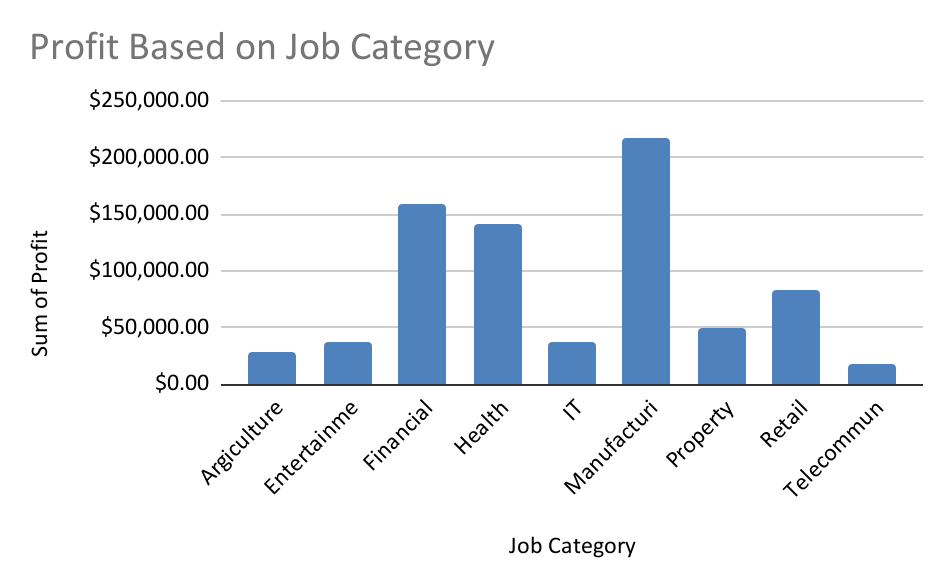 Profit Based on Job Category
$250,000.00
$200,000.00
$150,000.00
$100,000.00
$50,000.00
$0.00
Sum of Profit
Argiculture
Entertainme
Financial
Health
IT
Manufacturi
Property
Retail
Telecommun
Job Category